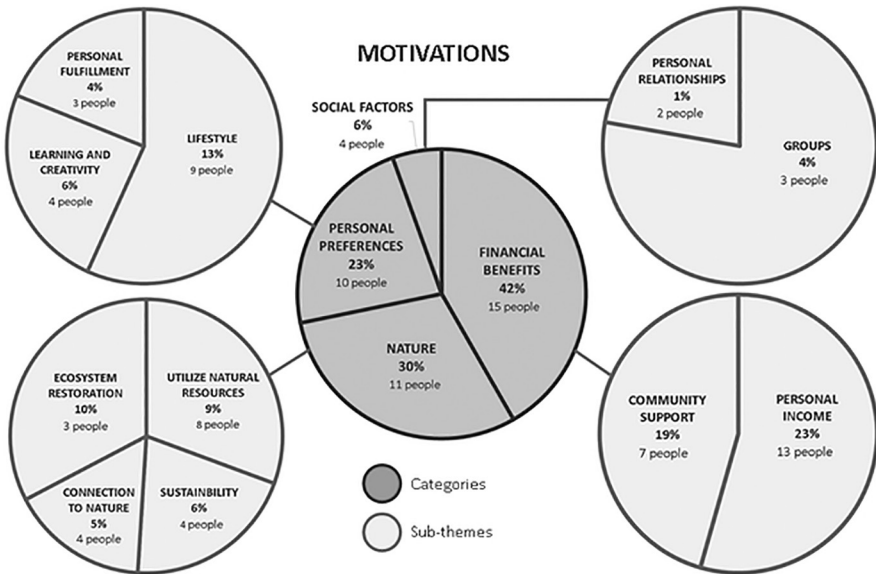 MOTIVATIONS
PERSONAL
FULFILLMENT
4%
3 people
LIFESTYLE
13%
9 people
LEARNING AND
CREATIVITY
6%
4 people
SOCIAL FACTORS
6%
4 people
PERSONAL
RELATIONSHIPS
1%
2 people
GROUPS
4%
3 people
PERSONAL
PREFERENCES
23%
10 people
FINANCIAL
BENEFITS
42%
15 people
NATURE
30%
11 people
ECOSYSTEM
RESTORATION
10%
3 people
UTILIZE NATURAL
RESOURCES
9%
8 people
CONNECTION
TO NATURE
5%
4 people
SUSTAINBILITY
6%
4 people
COMMUNITY
SUPPORT
19%
7 people
PERSONAL
INCOME
23%
13 people
Categories
Sub-themes